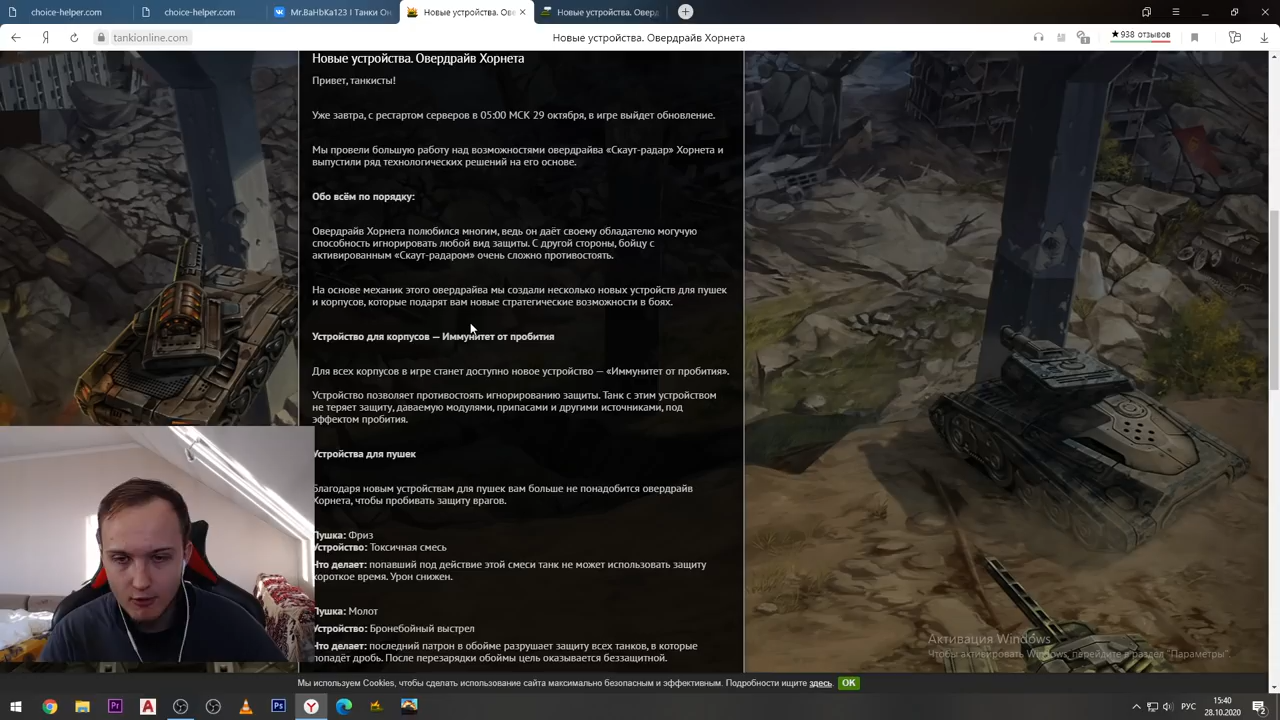 choice-helper.com
choice-helper.com
Mr.BaHbKa123 I Танки Он
Новые устройства. Ове
Новые устройства. Оверд
tankionline.com
Новые устройства. Овердрайв Хорнета
★938 отзывов
Новые устройства. Овердрайв Хорнета
Привет, танкисты!
Уже завтра, с рестартом серверов в 05:00 МСК 29 октября, в игре выйдет обновление.
Мы провели большую работу над возможностями овердрайва «Скаут-радар» Хорнета и
выпустили ряд технологических решений на его основе.
Обо всём по порядку:
Овердрайв Хорнета полюбился многим, ведь он даёт своему обладателю могучую
способность игнорировать любой вид защиты. С другой стороны, бойцу с
активированным «Скаут-радаром» очень сложно противостоять.
На основе механик этого овердрайва мы создали несколько новых устройств для пушек
и корпусов, которые подарят вам новые стратегические возможности в боях.
Устройство для корпусов — Иммунитет от пробития
Для всех корпусов в игре станет доступно новое устройство — «Иммунитет от пробития».
Устройство позволяет противостоять игнорированию защиты. Танк с этим устройством
не теряет защиту, даваемую модулями, припасами и другими источниками, под
эффектом пробития.
Устройства для пушек
Благодаря новым устройствам для пушек вам больше не понадобится овердрайв
Хорнета, чтобы пробивать защиту врагов.
Пушка: Фриз
Устройство: Токсичная смесь
Что делает: попавший под действие этой смеси танк не может использовать защиту
короткое время. Урон снижен.
Пушка: Молот
Устройство: Бронебойный выстрел
Что делает: последний патрон в обойме разрушает защиту всех танков, в которые
попадёт дробь. После перезарядки обоймы цель оказывается беззащитной.
Активация Windows
Чтобы активировать Windows, перейдите в раздел "Параметры".
Мы используем Cookies, чтобы сделать использование сайта максимально безопасным и эффективным. Подробности ищите здесь OK
РУС
15:40
28.10.2020
2